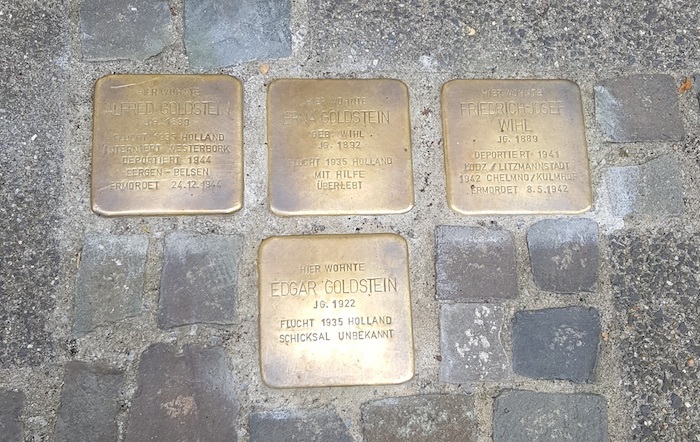 HIER WOHNTE
ALFRED GOLDSTEIN
JG.
FLUCHT 1935 HOLLAND
INTERNIERT WESTERBORK
DEPORTIERT 1944
BERGEN-BELSEN
ERMORDET 24.12.1944
HIER WOHNTE
GOLDSTEIN
GEB. WIHL
JG. 1892
FLUCHT 1935 HOLLAND
MIT HILFE
ÜBERLEBT
HIER WOHNTE
FRIEDRICH JOSEF
WIHL
JG. 1889
DEPORTIERT 1941
LODZ / LITZMANNSTADT
1942 CHELMNO / KULMHOF
ERMORDET 8.5.1942
HIER WOHNTE
EDGAR GOLDSTEIN
JG. 1922
FLUCHT 1935 HOLLAND
SCHICKSAL UNBEKANNT